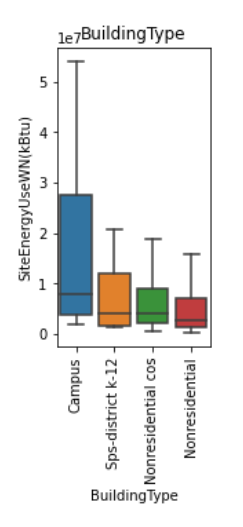 1e7 BuildingType
SiteEnergyUseWN(kBtu)
5
4
3
2
1
0
Campus
Sps-district k-12
Nonresidential cos
Nonresidential
BuildingType